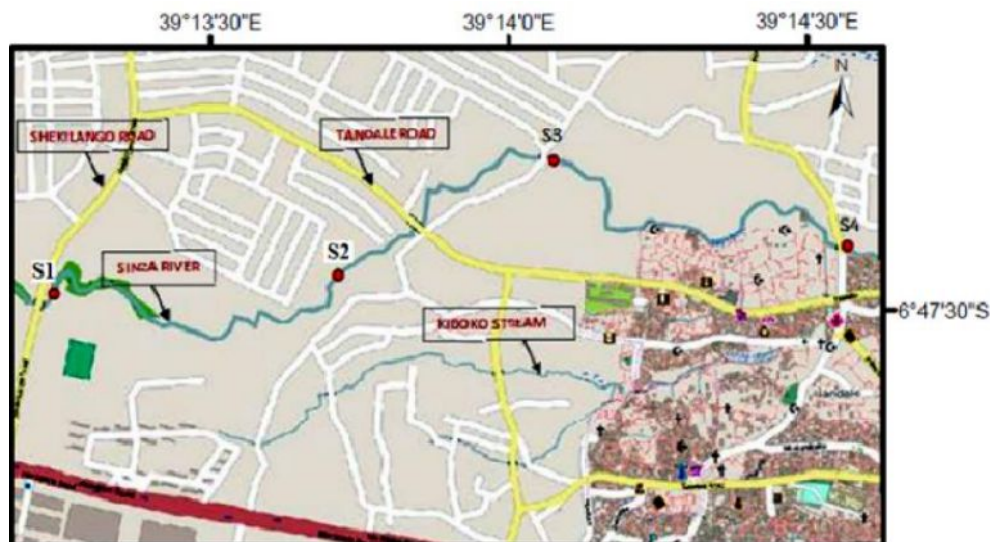 39°13'30"E
39°14'0"E
39°14'30"E
N
SHEKILANGO ROAD
TANDALE ROAD
S3
S4
S1
S2
SINZA RIVER
KIBOKO STREAM
6°47'30"S